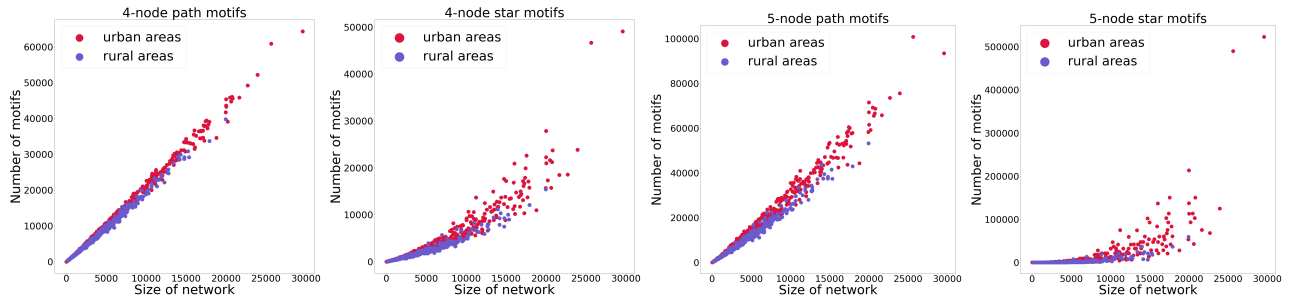 4-node path motifs
urban areas
rural areas
Number of motifs
60000
50000
40000
30000
20000
10000
0
0 5000 10000 15000 20000 25000 30000
Size of network
4-node star motifs
urban areas
rural areas
Number of motifs
50000
40000
30000
20000
10000
0
0 5000 10000 15000 20000 25000 30000
Size of network
5-node path motifs
urban areas
rural areas
Number of motifs
100000
80000
60000
40000
20000
0
0 5000 10000 15000 20000 25000 30000
Size of network
5-node star motifs
urban areas
rural areas
Number of motifs
500000
400000
300000
200000
100000
0
0 5000 10000 15000 20000 25000 30000
Size of network